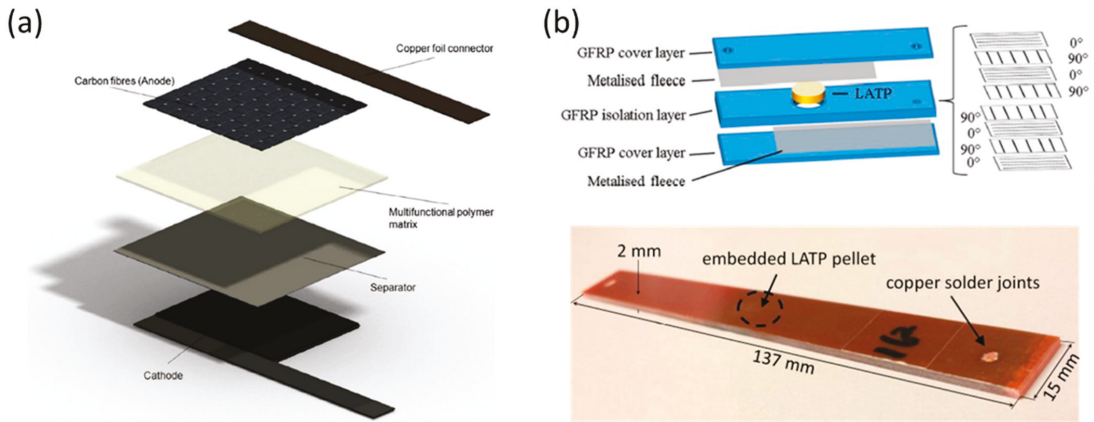 (a)
Copper foil connector
Carbon fibres (Anode)
Multifunctional polymer
matrix
Separator
Cathode
(b)
GFRP cover layer
Metalised fleece
LATP
GFRP isolation layer
GFRP cover layer
Metalised fleece
0°
90°
0°
90°
90°
0°
90°
0°
2 mm
embedded LATP pellet
copper solder joints
137 mm
15 mm